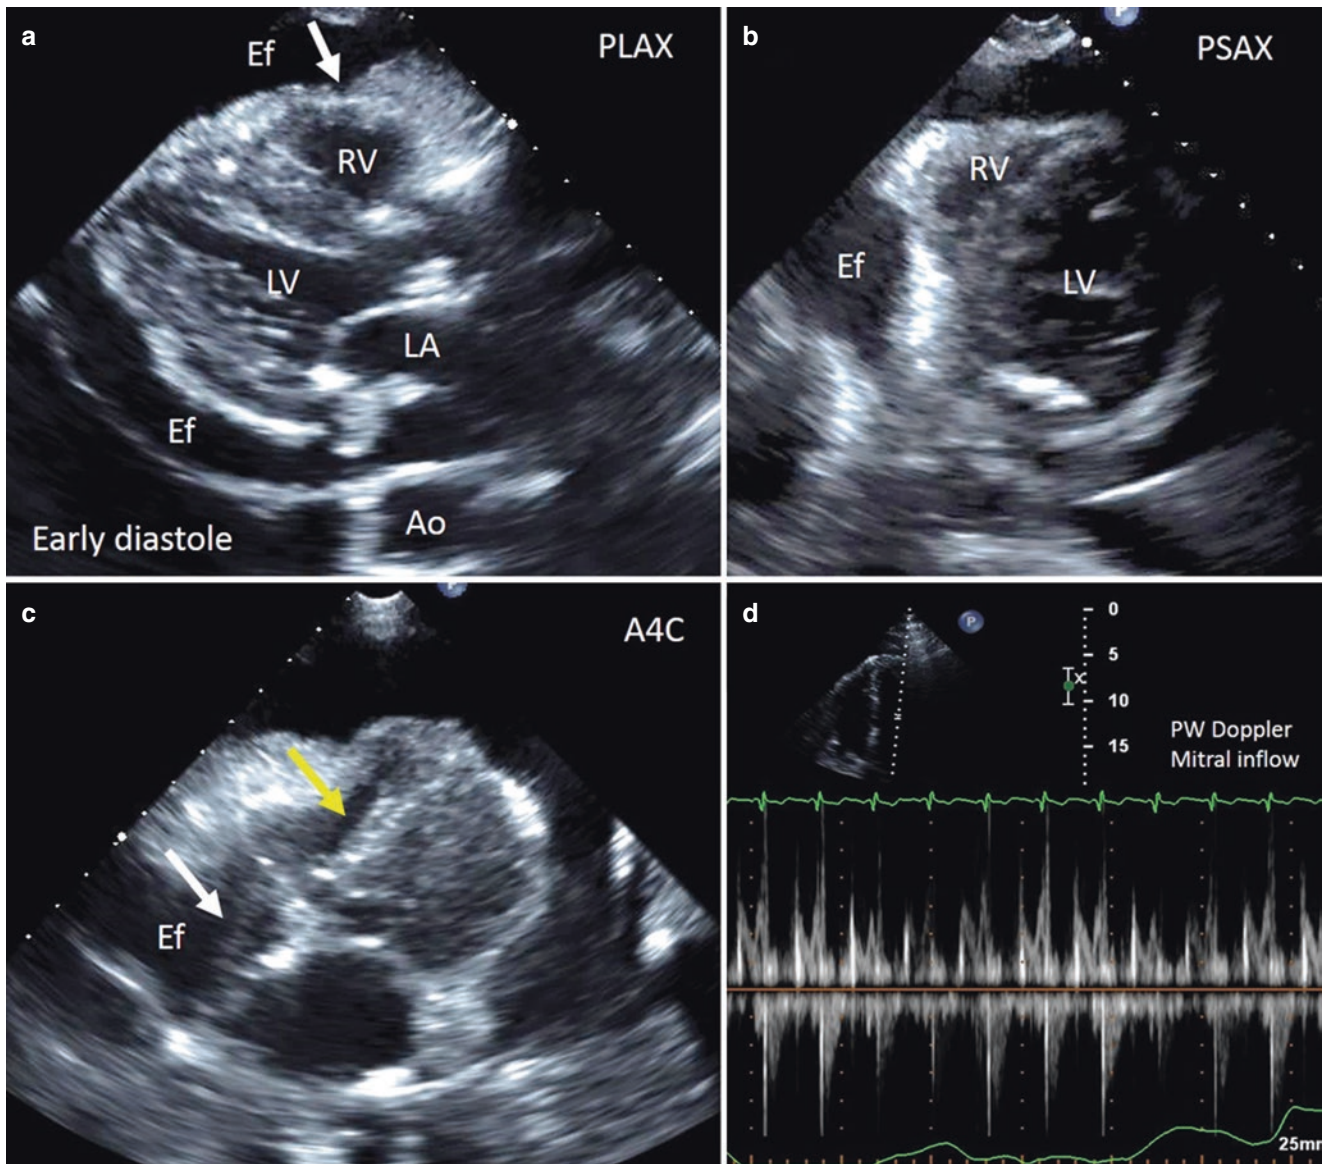 a
Ef
PLAX
RV
LV
LA
Ef
Ao
Early diastole
b
P
PSAX
RV
Ef
LV
c
A4C
Ef
d
P
0
5
x
10
15
PW Doppler
Mitral inflow